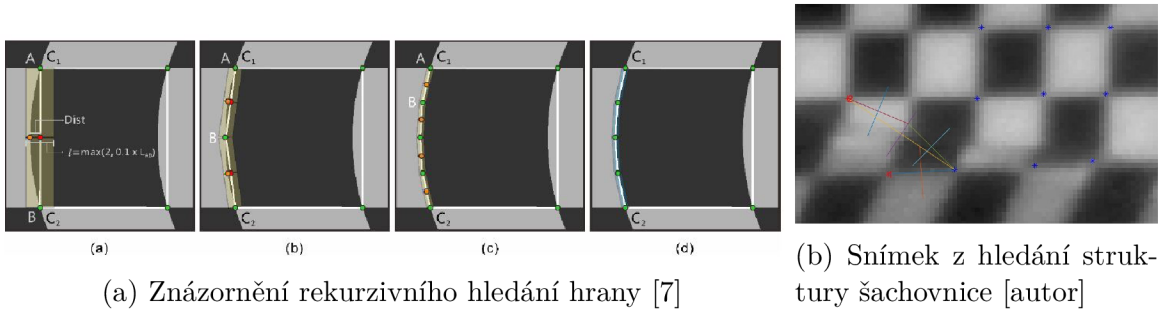 A C₁
Dist
l=max(2, 0.1 x L_AB)
B C₂
(a)
A C₁
B
C₂
(b)
A C₁
B
C₂
(c)
C₁
C₂
(d)
(a) Znázornění rekurzivního hledání hrany [7]
(b) Snímek z hledání struk-
tury šachovnice [autor]